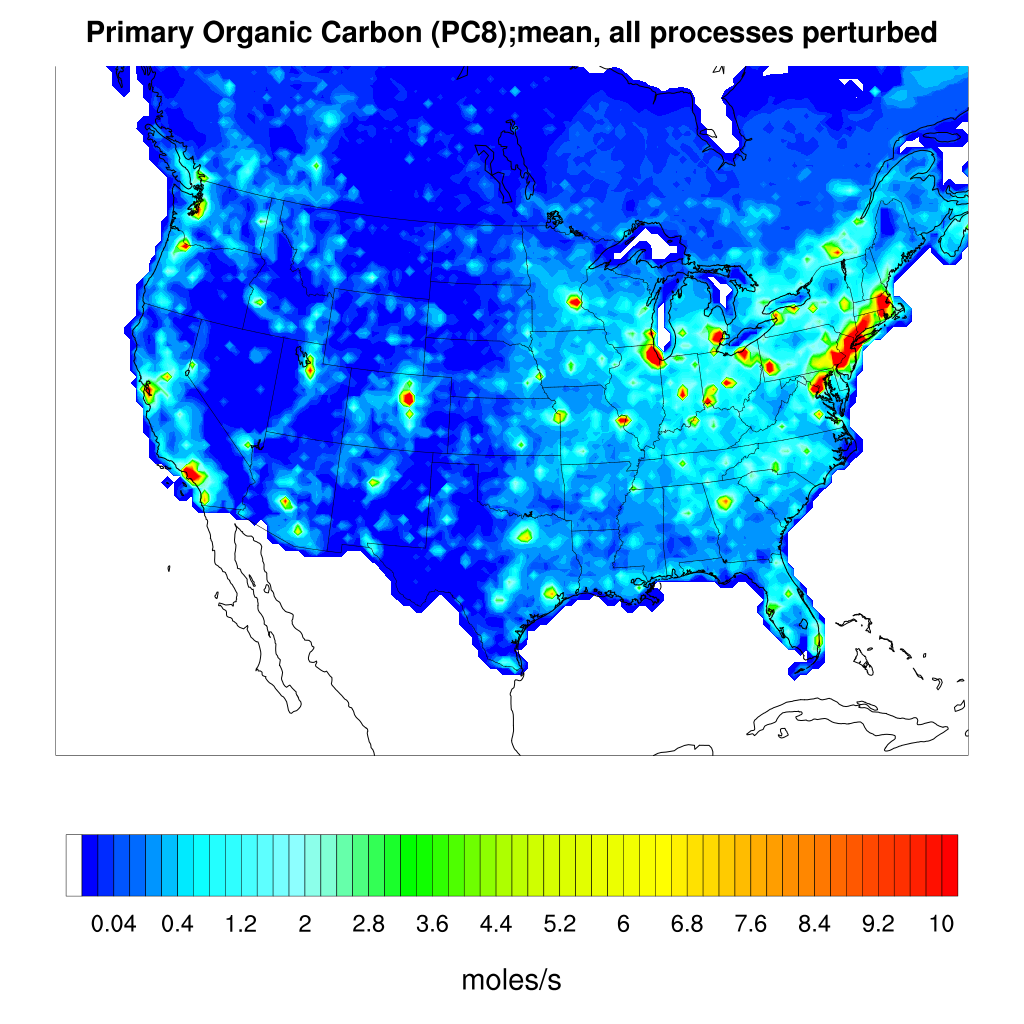 Primary Organic Carbon (PC8);mean, all processes perturbed
0.04 0.4 1.2 2 2.8 3.6 4.4 5.2 6 6.8 7.6 8.4 9.2 10
moles/s